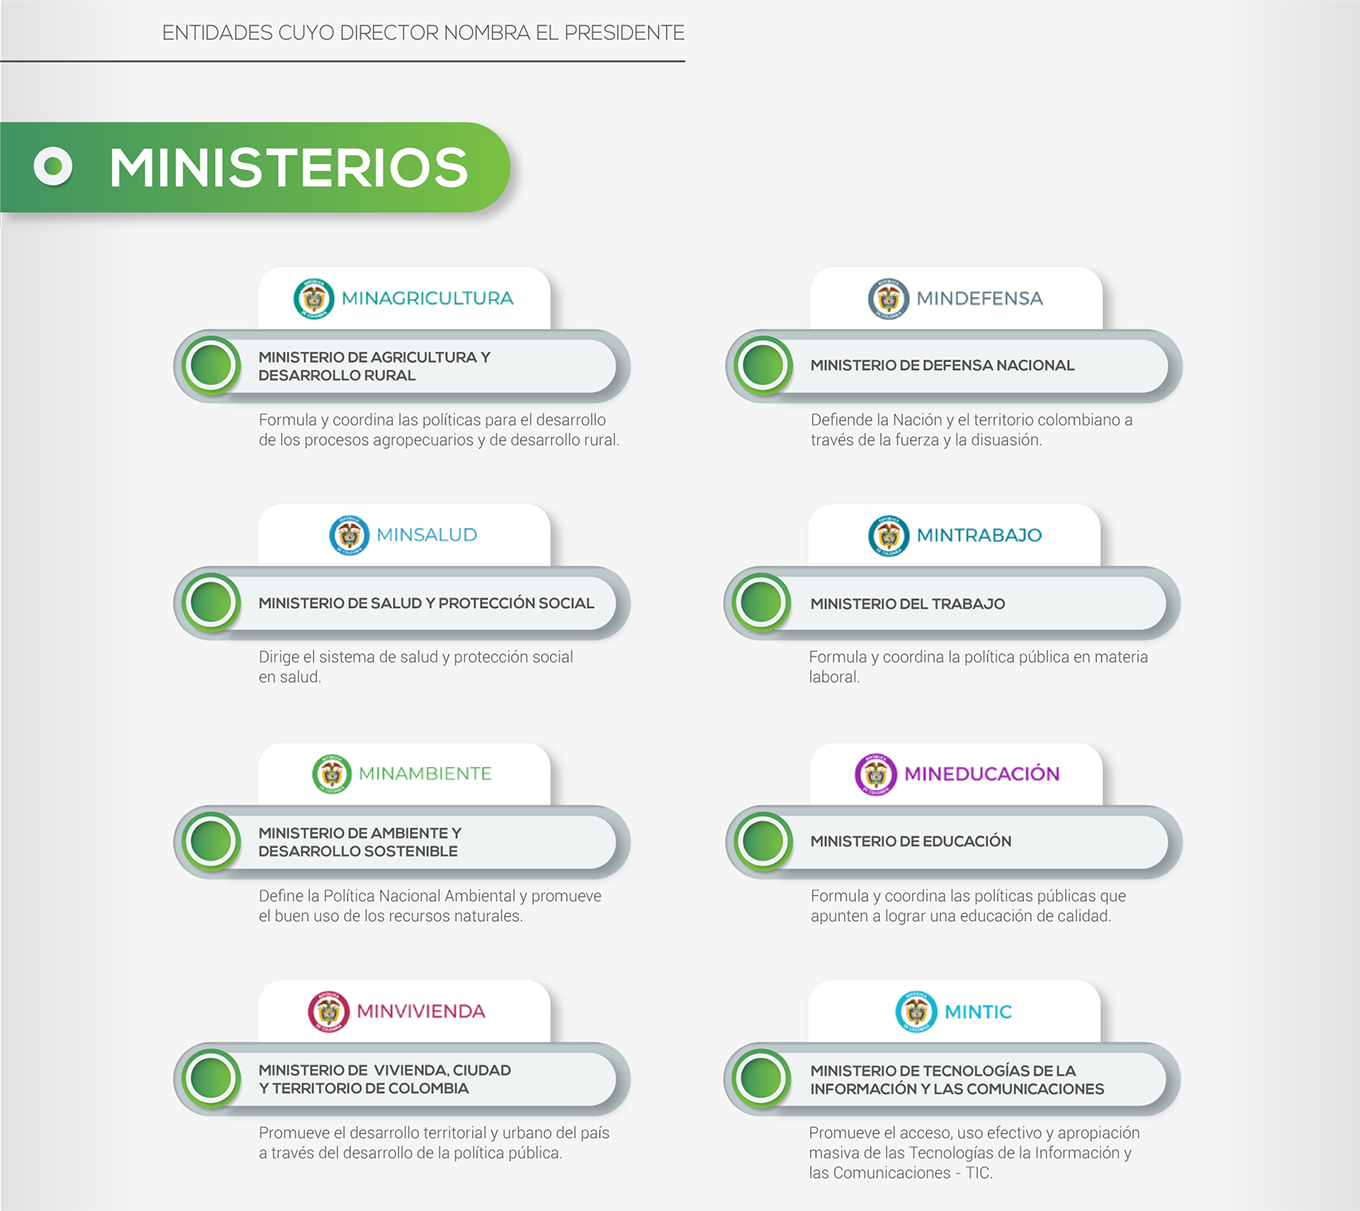 ENTIDADES CUYO DIRECTOR NOMBRA EL PRESIDENTE
MINISTERIOS
MINAGRICULTURA
MINISTERIO DE AGRICULTURA Y
DESARROLLO RURAL
Formula y coordina las políticas para el desarrollo
de los procesos agropecuarios y de desarrollo rural.
MINDEFENSA
MINISTERIO DE DEFENSA NACIONAL
Defiende la Nación y el territorio colombiano a
través de la fuerza y la disuasión.
MINSALUD
MINISTERIO DE SALUD Y PROTECCIÓN SOCIAL
Dirige el sistema de salud y protección social
en salud.
MINTRABAJO
MINISTERIO DEL TRABAJO
Formula y coordina la política pública en materia
laboral.
MINAMBIENTE
MINISTERIO DE AMBIENTE Y
DESARROLLO SOSTENIBLE
Define la Política Nacional Ambiental y promueve
el buen uso de los recursos naturales.
MINEDUCACIÓN
MINISTERIO DE EDUCACIÓN
Formula y coordina las políticas públicas que
apunten a lograr una educación de calidad.
MINVIVIENDA
MINISTERIO DE VIVIENDA, CIUDAD
Y TERRITORIO DE COLOMBIA
Promueve el desarrollo territorial y urbano del país
a través del desarrollo de la política pública.
MINTIC
MINISTERIO DE TECNOLOGÍAS DE LA
INFORMACIÓN Y LAS COMUNICACIONES
Promueve el acceso, uso efectivo y apropiación
masiva de las Tecnologías de la Información y
las Comunicaciones - TIC.